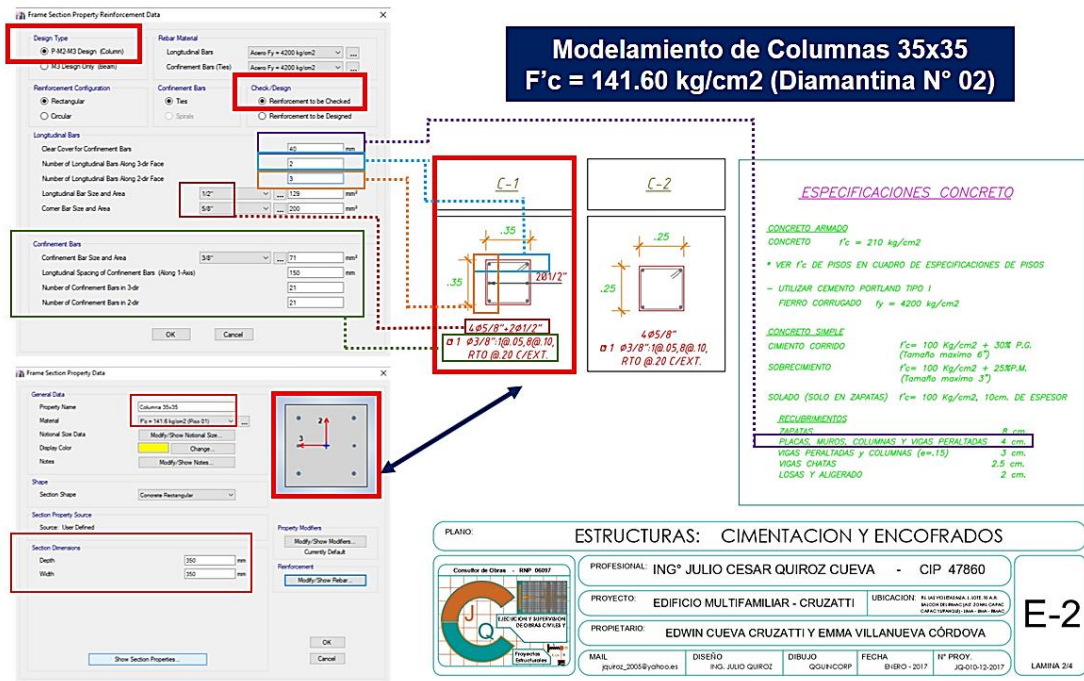 Frame Section Property Reinforcement Data
Design Type
P-M2-M3 Design (Column)
M3 Design Only (Beam)
Rebar Material
Longitudinal Bars
Acero Fy = 4200 kg/cm2
Confinement Bars (Ties)
Acero Fy = 4200 kg/cm2
Reinforcement Configuration
Rectangular
Circular
Confinement Bars
Ties
Spirals
Check/Design
Reinforcement to be Checked
Reinforcement to be Designed
Longitudinal Bars
Clear Cover for Confinement Bars
40 mm
Number of Longitudinal Bars Along 3-dir Face
2
Number of Longitudinal Bars Along 2-dir Face
3
Longitudinal Bar Size and Area
1/2" ... 129 mm²
Corner Bar Size and Area
5/8" ... 200 mm²
Confinement Bars
Confinement Bar Size and Area
3/8" ... 71 mm²
Longitudinal Spacing of Confinement Bars (Along 1-Axis)
150 mm
Number of Confinement Bars in 3-dir
21
Number of Confinement Bars in 2-dir
21
OK Cancel
Modelamiento de Columnas 35x35
F'c = 141.60 kg/cm2 (Diamantina N° 02)
C-1
.35
.35
2Ø1/2"
4Ø5/8"+2Ø1/2"
1 Ø3/8":1@.05,8@.10,
RTO @.20 C/EXT.
C-2
.25
.25
4Ø5/8"
1 Ø3/8":1@.05,8@.10,
RTO @.20 C/EXT.
ESPECIFICACIONES CONCRETO
CONCRETO ARMADO
CONCRETO f'c = 210 kg/cm2
* VER f'c DE PISOS EN CUADRO DE ESPECIFICACIONES DE PISOS
- UTILIZAR CEMENTO PORTLAND TIPO I
FIERRO CORRUGADO fy = 4200 kg/cm2
CONCRETO SIMPLE
CIMIENTO CORRIDO f'c= 100 Kg/cm2 + 30% P.G.
(Tamaño maximo 6")
SOBRECIMIENTO f'c= 100 Kg/cm2 + 25%P.M.
(Tamaño maximo 3")
SOLADO (SOLO EN ZAPATAS) f'c= 100 Kg/cm2, 10cm. DE ESPESOR
RECUBRIMIENTOS
ZAPATAS 8 cm.
PLACAS, MUROS, COLUMNAS Y VIGAS PERALTADAS 4 cm.
VIGAS PERALTADAS y COLUMNAS (e=.15) 3 cm.
VIGAS CHATAS 2.5 cm.
LOSAS Y ALIGERADO 2 cm.
Frame Section Property Data
General Data
Property Name
Columna 35x35
Material
F'c = 141.6 kg/cm2 (Piso 01) ...
Notional Size Data
Modify/Show Notional Size...
Display Color
Change...
Notes
Modify/Show Notes...
2
3
Shape
Section Shape
Concrete Rectangular
Section Property Source
Source: User Defined
Section Dimensions
Depth
350 mm
Width
350 mm
Property Modifiers
Modify/Show Modifiers...
Currently Default
Reinforcement
Modify/Show Rebar...
OK
Cancel
Show Section Properties...
PLANO: ESTRUCTURAS: CIMENTACION Y ENCOFRADOS
Consultor de Obras - RNP 06097
J
Q
EJECUCION Y SUPERVISION
DE OBRAS CIVILES Y
Proyectos
Estructurales
PROFESIONAL: ING° JULIO CESAR QUIROZ CUEVA - CIP 47860
PROYECTO: EDIFICIO MULTIFAMILIAR - CRUZATTI
UBICACION:
PROPIETARIO: EDWIN CUEVA CRUZATTI Y EMMA VILLANUEVA CÓRDOVA
MAIL
jquiroz_2005@yahoo.es
DISEÑO
ING. JULIO QUIROZ
DIBUJO
QGUINCORP
FECHA
ENERO - 2017
N° PROY.
JQ-010-12-2017
E-2
LAMINA 2/4